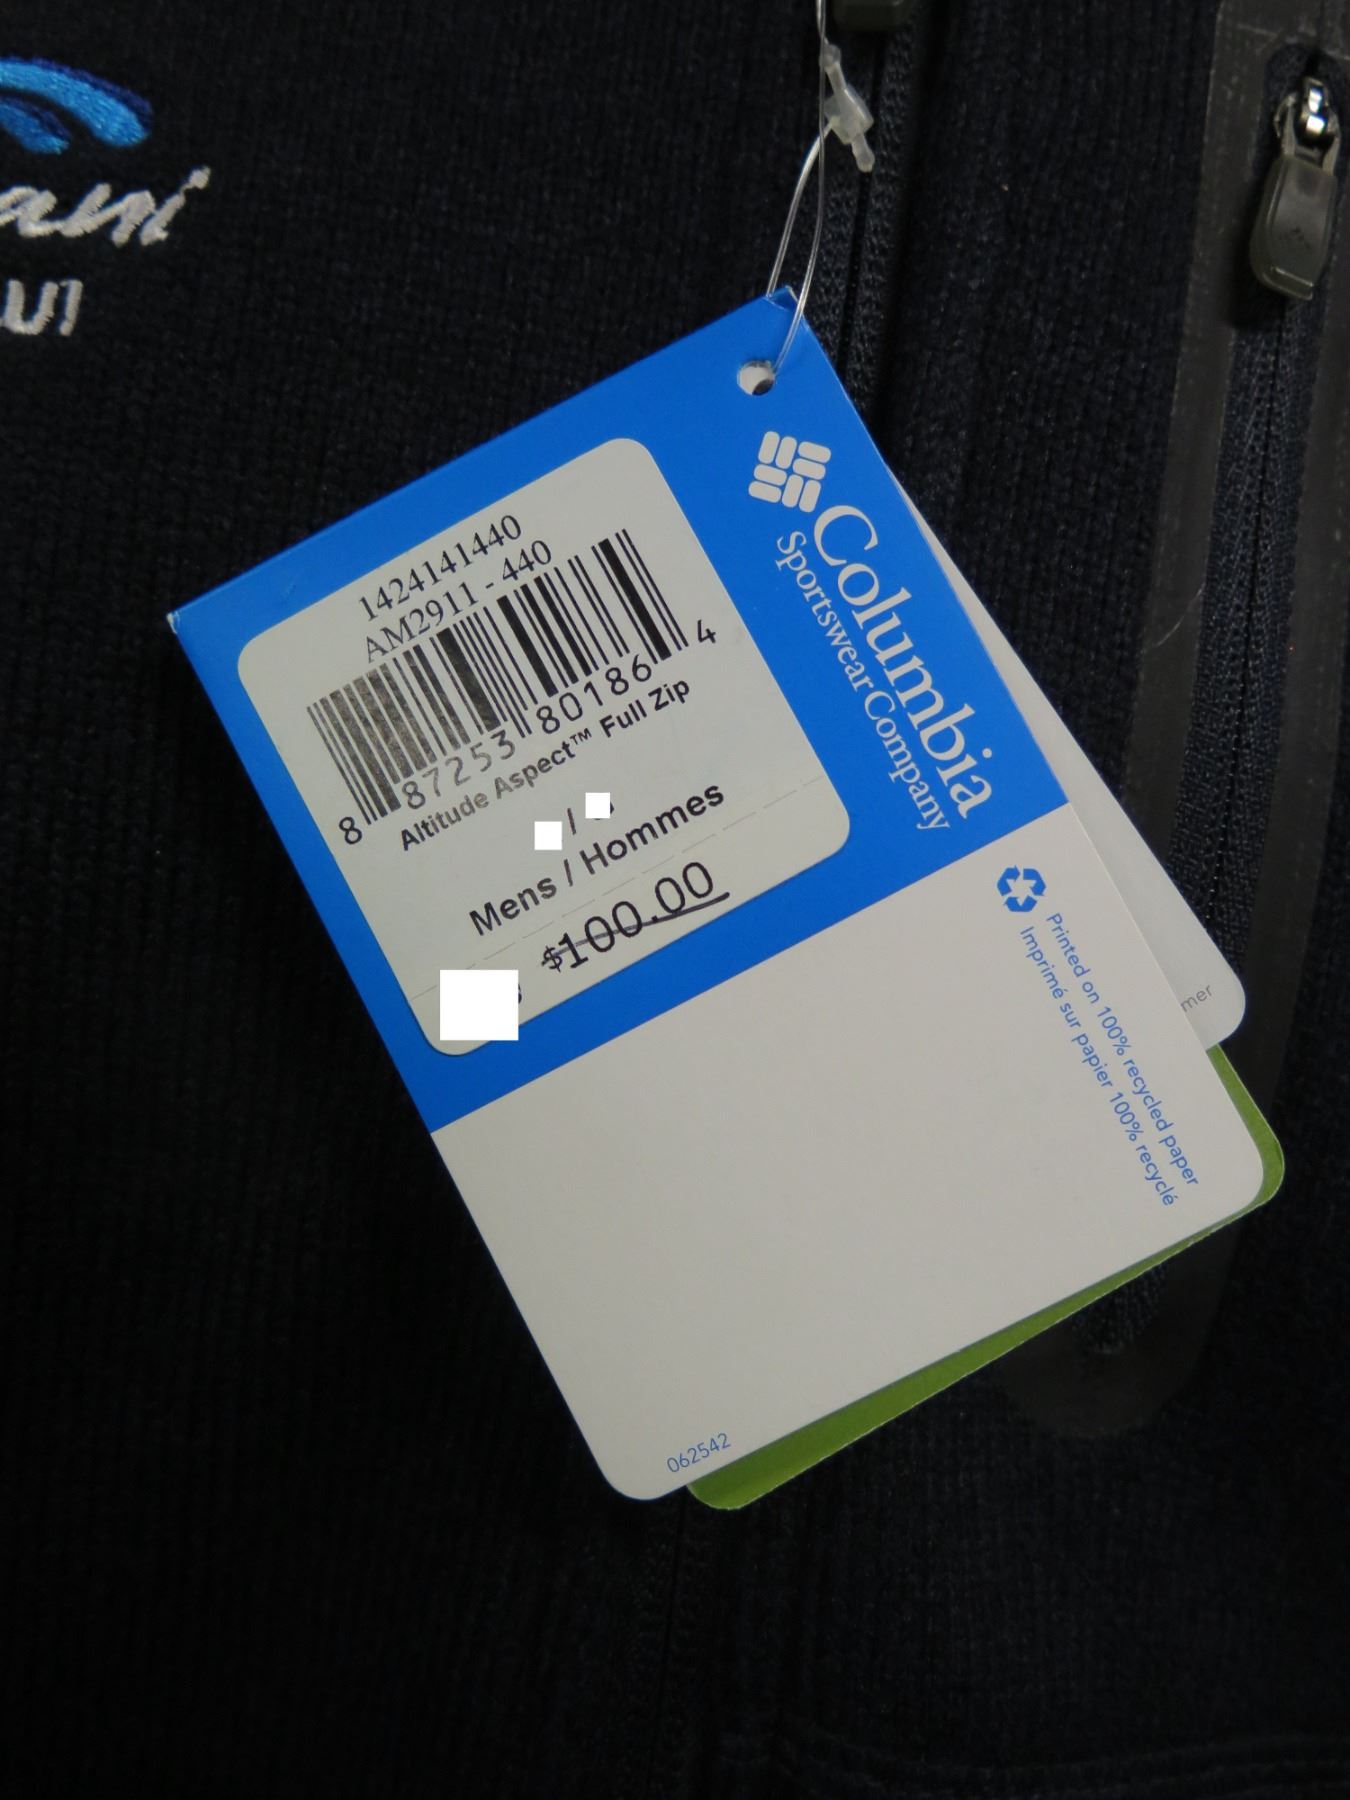 1424141440
AM2911 - 440
8 87253 80186 4
Altitude Aspect™ Full Zip
/
Mens / Hommes
$100.00
Columbia
Sportswear Company
Printed on 100% recycled paper
Imprimé sur papier 100% recyclé
062542